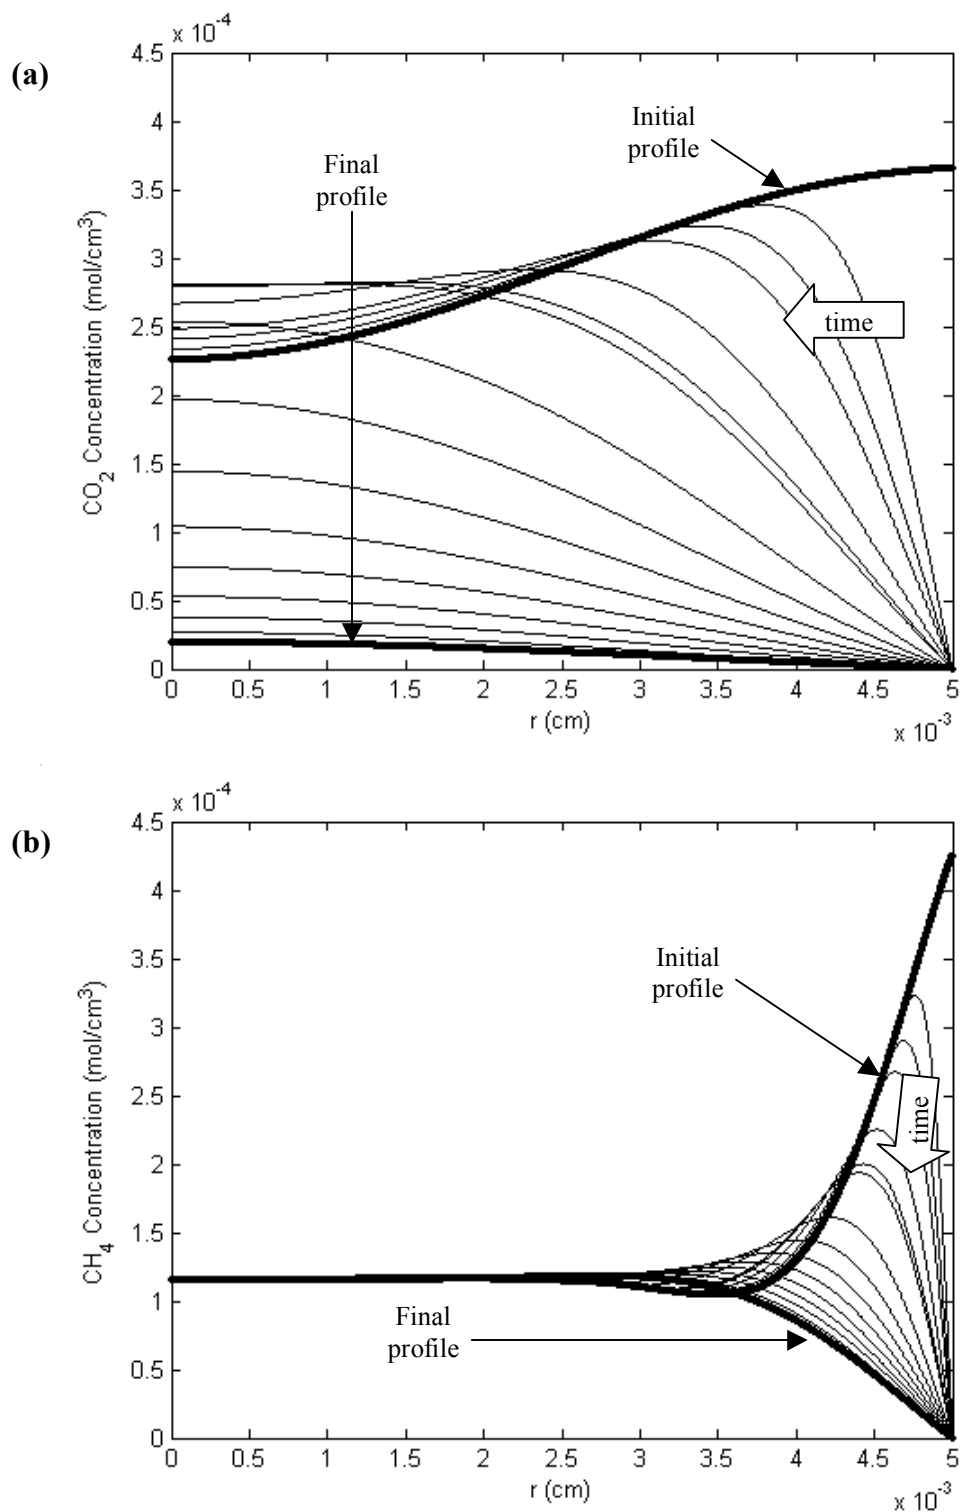 (a)
x 10-4
4.5
4
3.5
3
2.5
2
1.5
1
0.5
0
CO2 Concentration (mol/cm3)
Initial
profile
Final
profile
time
0 0.5 1 1.5 2 2.5 3 3.5 4 4.5 5
r (cm)
x 10-3
(b)
x 10-4
4.5
4
3.5
3
2.5
2
1.5
1
0.5
0
CH4 Concentration (mol/cm3)
Initial
profile
time
Final
profile
0 0.5 1 1.5 2 2.5 3 3.5 4 4.5 5
r (cm)
x 10-3